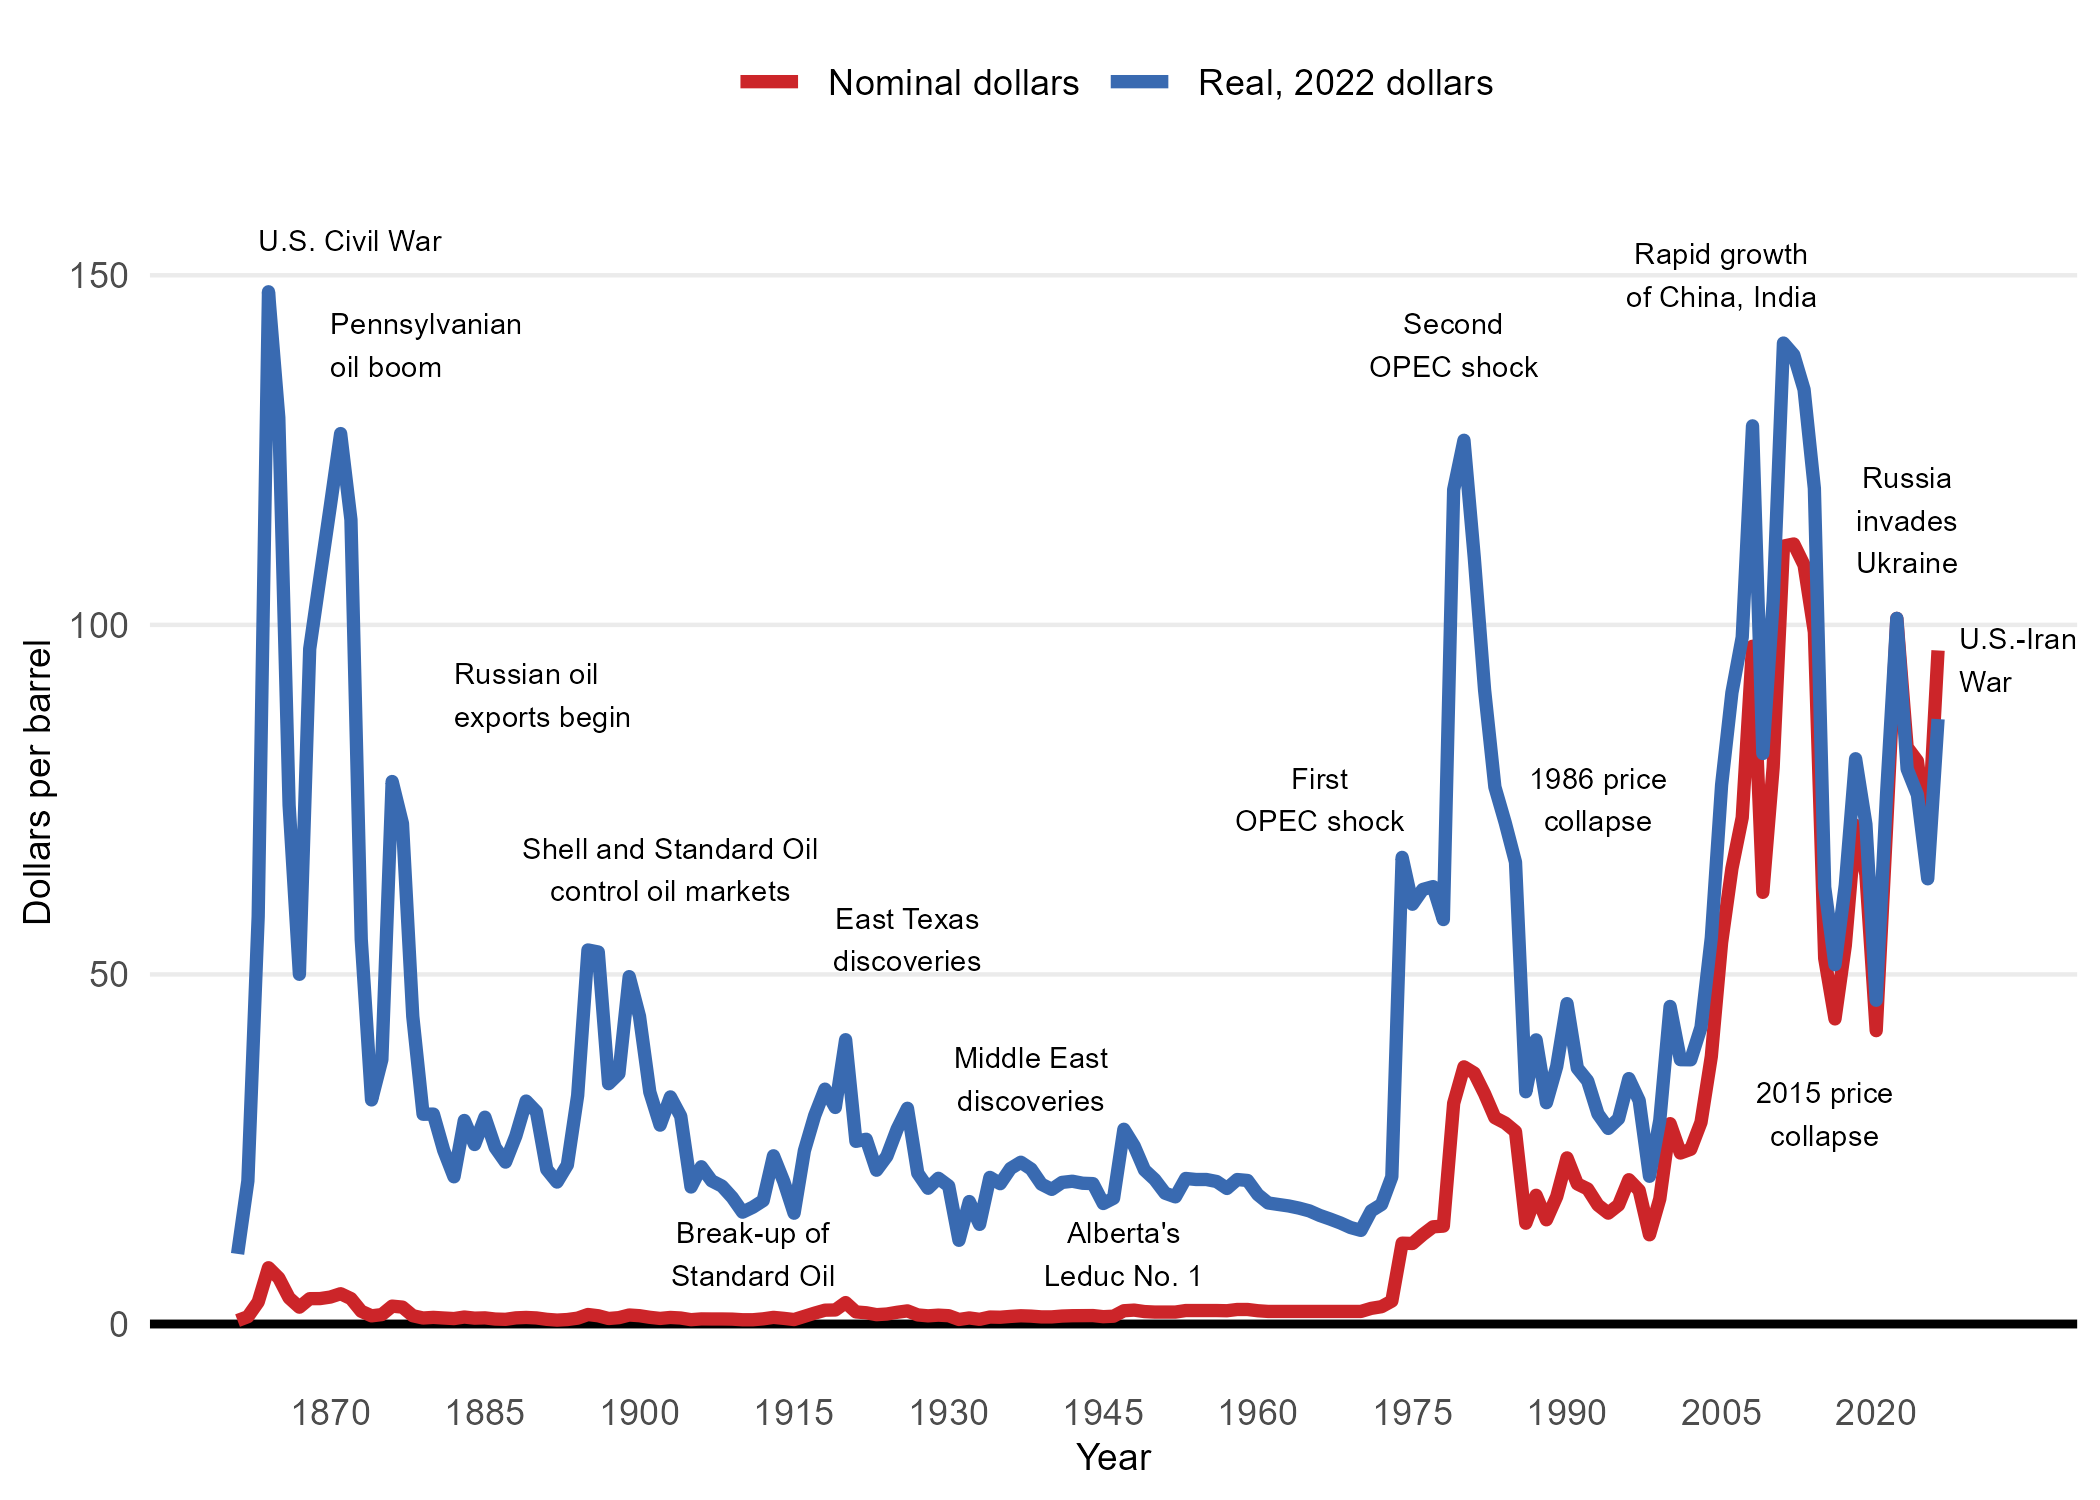 Nominal dollars Real, 2022 dollars
U.S. Civil War
Rapid growth
of China, India
150
Pennsylvanian
oil boom
Second
OPEC shock
Russia
invades
Ukraine
100
U.S.-Iran
War
Russian oil
exports begin
First
OPEC shock
1986 price
collapse
Shell and Standard Oil
control oil markets
East Texas
discoveries
50
Middle East
discoveries
2015 price
collapse
Break-up of
Standard Oil
Alberta's
Leduc No. 1
0
Dollars per barrel
1870 1885 1900 1915 1930 1945 1960 1975 1990 2005 2020
Year